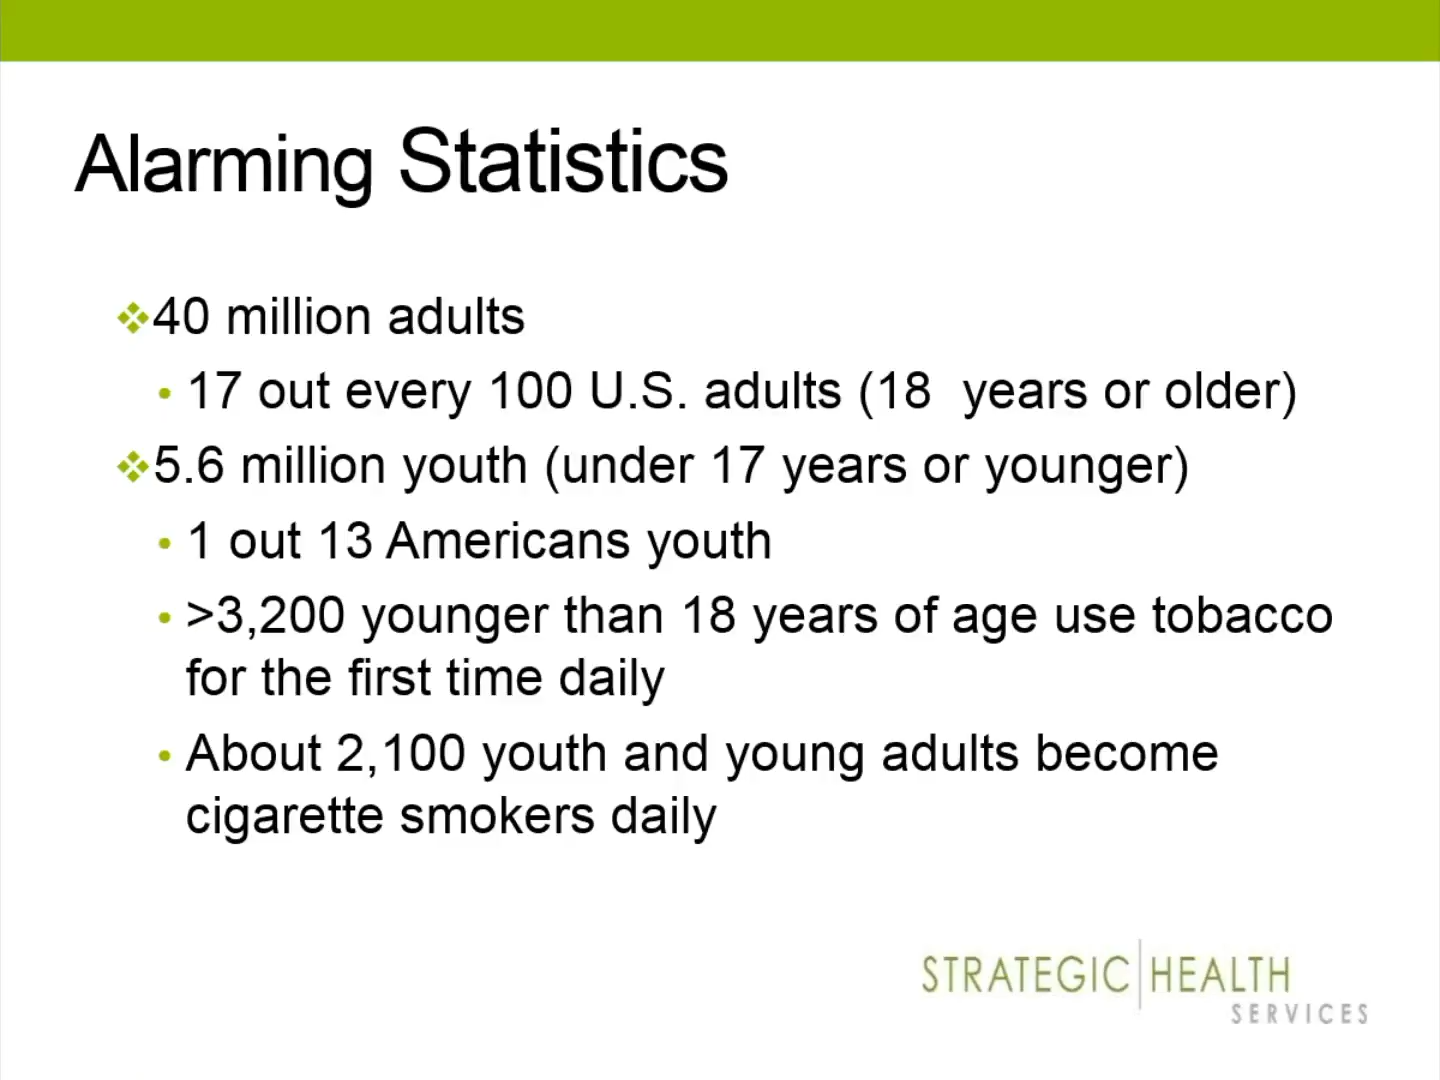 Alarming Statistics
40 million adults
17 out every 100 U.S. adults (18 years or older)
5.6 million youth (under 17 years or younger)
1 out 13 Americans youth
>3,200 younger than 18 years of age use tobacco
for the first time daily
About 2,100 youth and young adults become
cigarette smokers daily
STRATEGIC HEALTH
SERVICES